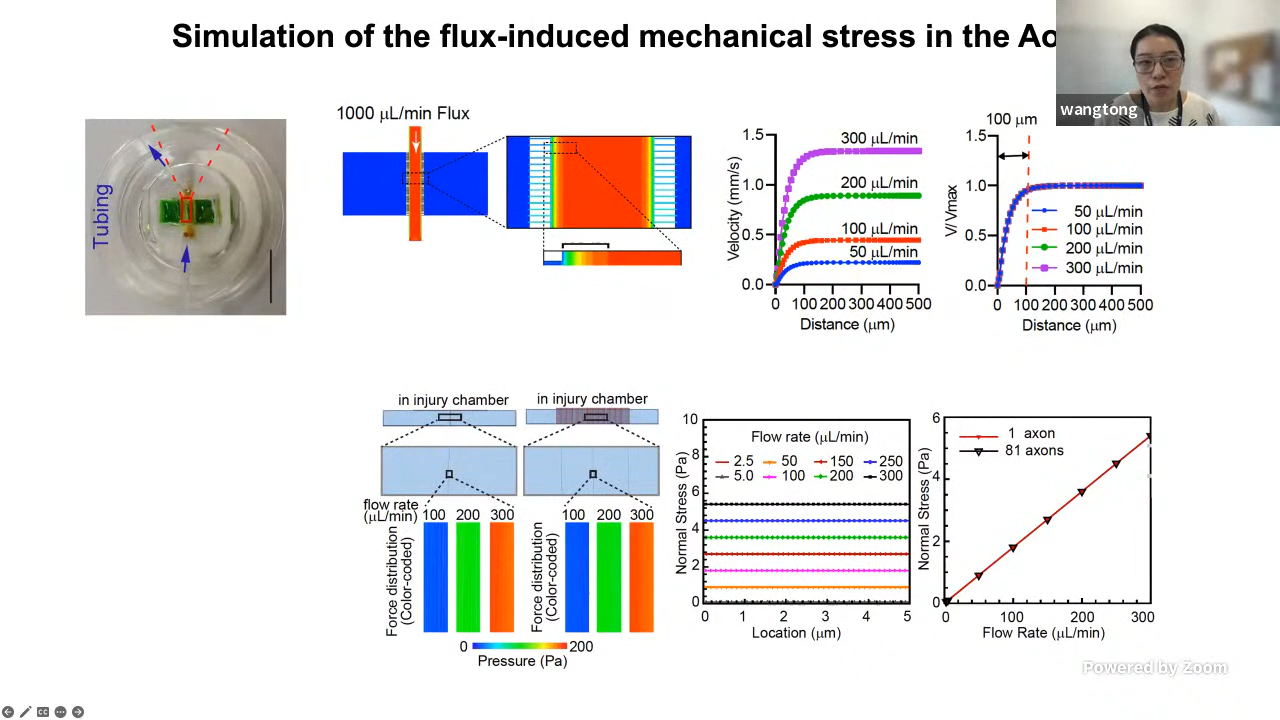 Simulation of the flux-induced mechanical stress in the Ao
wangtong
Tubing
1000 μL/min Flux
Velocity (mm/s)
1.5
1.0
0.5
0.0
300 μL/min
200 μL/min
100 μL/min
50 μL/min
0 100 200 300 400 500
Distance (μm)
100 μm
V/Vmax
1.5
1.0
0.5
0.0
50 μL/min
100 μL/min
200 μL/min
300 μL/min
0 100 200 300 400 500
Distance (μm)
in injury chamber
in injury chamber
flow rate
(μL/min)
100 200 300
100 200 300
Force distribution
(Color-coded)
Force distribution
(Color-coded)
0 200
Pressure (Pa)
Normal Stress (Pa)
10
8
6
4
2
0
Flow rate (μL/min)
2.5 50 150 250
5.0 100 200 300
0 1 2 3 4 5
Location (μm)
Normal Stress (Pa)
6
4
2
0
1 axon
81 axons
0 100 200 300
Flow Rate (μL/min)
Powered by Zoom
CC